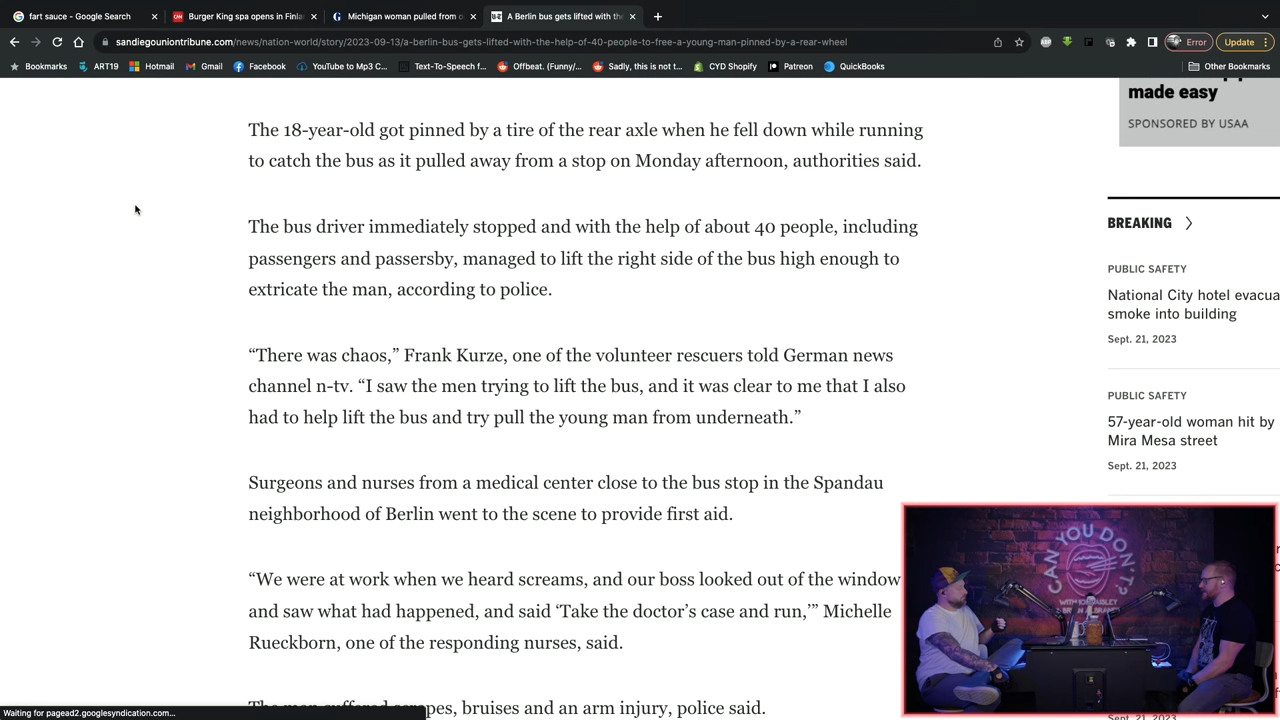 fart sauce - Google Search
Burger King spa opens in Finla
Michigan woman pulled from o
A Berlin bus gets lifted with the
sandiegouniontribune.com/news/nation-world/story/2023-09-13/a-berlin-bus-gets-lifted-with-the-help-of-40-people-to-free-a-young-man-pinned-by-a-rear-wheel
Error
Update
Bookmarks
ART19
Hotmail
Gmail
Facebook
YouTube to Mp3 C...
Text-To-Speech f...
Offbeat. (Funny/...
Sadly, this is not t...
CYD Shopify
Patreon
QuickBooks
Other Bookmarks
The 18-year-old got pinned by a tire of the rear axle when he fell down while running
to catch the bus as it pulled away from a stop on Monday afternoon, authorities said.
The bus driver immediately stopped and with the help of about 40 people, including
passengers and passersby, managed to lift the right side of the bus high enough to
extricate the man, according to police.
“There was chaos,” Frank Kurze, one of the volunteer rescuers told German news
channel n-tv. “I saw the men trying to lift the bus, and it was clear to me that I also
had to help lift the bus and try pull the young man from underneath.”
Surgeons and nurses from a medical center close to the bus stop in the Spandau
neighborhood of Berlin went to the scene to provide first aid.
“We were at work when we heard screams, and our boss looked out of the window
and saw what had happened, and said ‘Take the doctor’s case and run,’” Michelle
Rueckborn, one of the responding nurses, said.
The man suffered scrapes, bruises and an arm injury, police said.
made easy
SPONSORED BY USAA
BREAKING
PUBLIC SAFETY
National City hotel evacua
smoke into building
Sept. 21, 2023
PUBLIC SAFETY
57-year-old woman hit by
Mira Mesa street
Sept. 21, 2023
CAN YOU DON'T?
Sept. 21, 2023
Waiting for pagead2.googlesyndication.com...